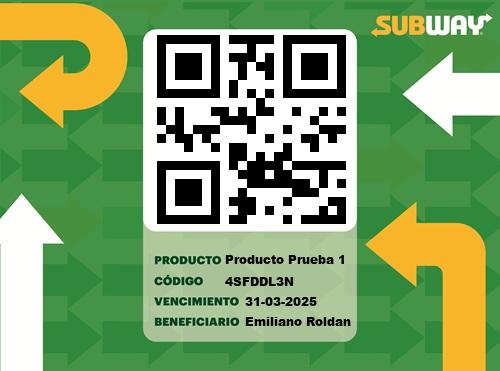 SUBWAY
PRODUCTO Producto Prueba 1
CÓDIGO 4SFDDL3N
VENCIMIENTO 31-03-2025
BENEFICIARIO Emiliano Roldan